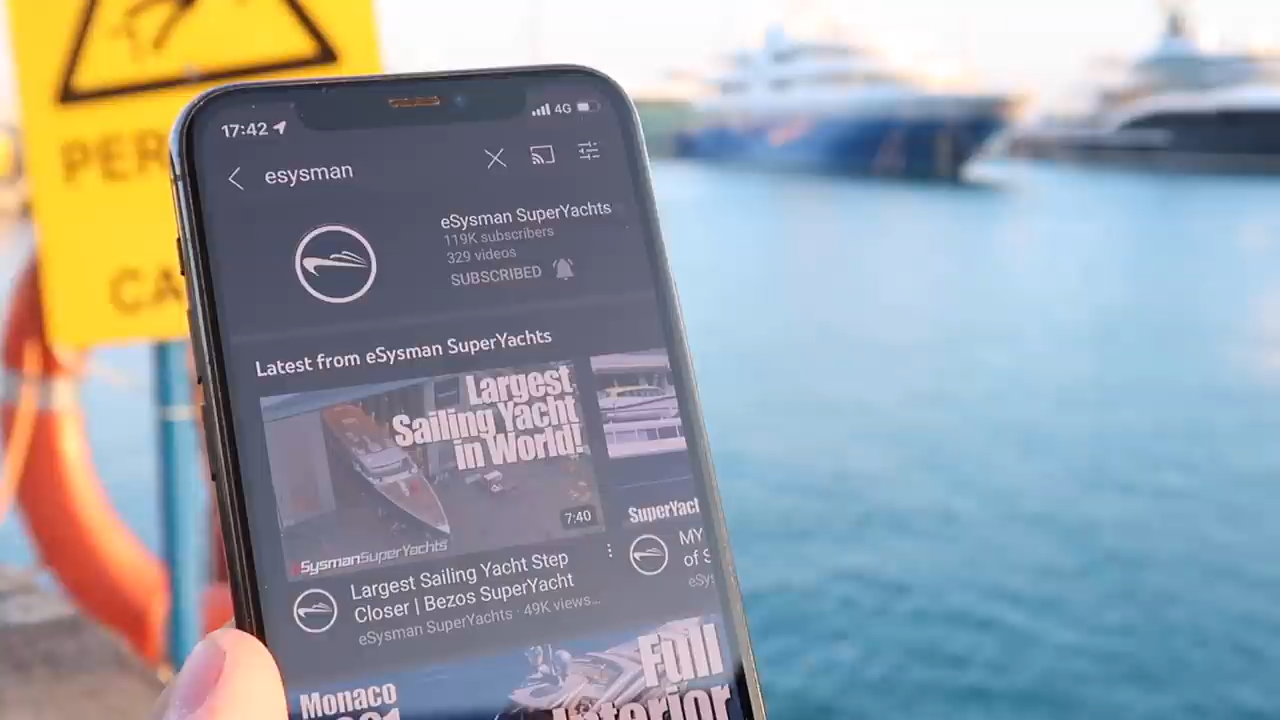 PER
CA
17:42
4G
esysman
eSysman SuperYachts
119K subscribers
329 videos
SUBSCRIBED
Latest from eSysman SuperYachts
Largest
Sailing Yacht
in World!
7:40
eSysmanSuperYachts
Largest Sailing Yacht Step
Closer | Bezos SuperYacht
eSysman SuperYachts · 49K views...
SuperYacht
MY
of S
eSys
Monaco
Full
Interior